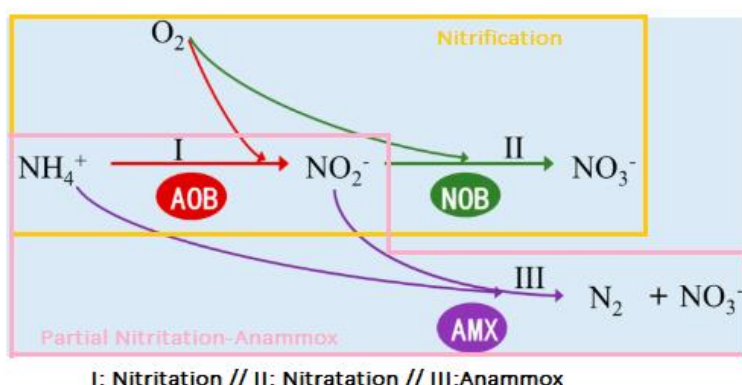 O₂ Nitrification
I II
NH₄⁺ NO₂⁻ NO₃⁻
AOB NOB
III
N₂ + NO₃⁻
Partial Nitritation-Anammox AMX
I: Nitritation // II: Nitratation // III:Anammox